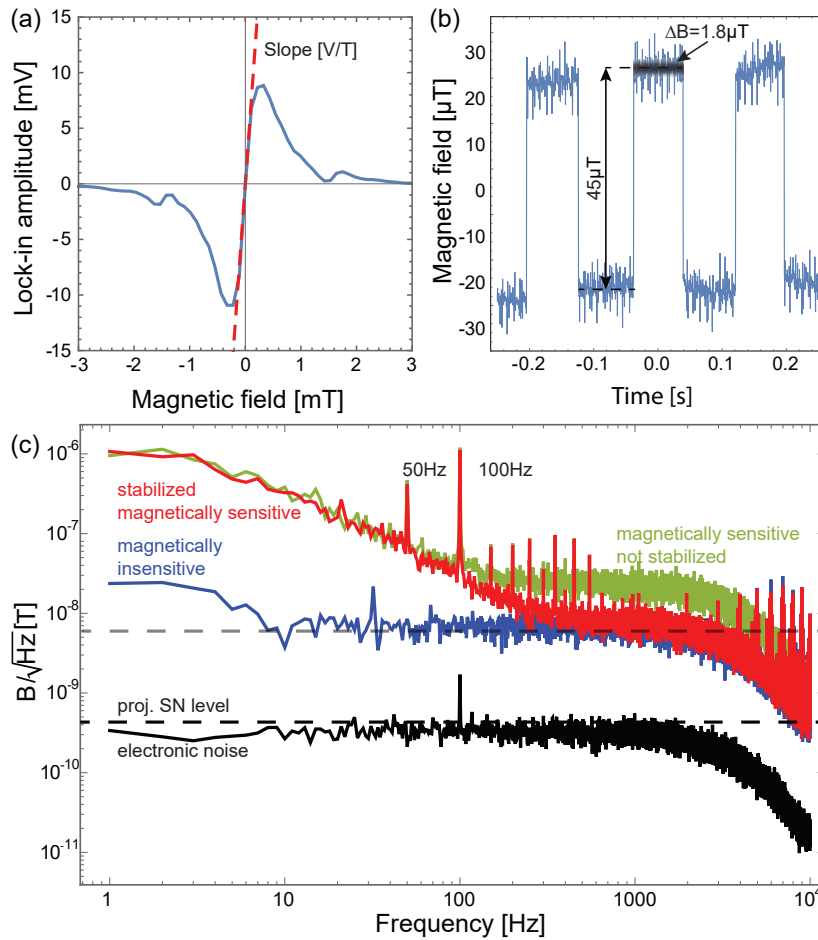 (a)
15
10
5
0
-5
-10
15
Lock-in amplitude [mV]
Slope [V/T]
-3 -2 -1 0 1 2 3
Magnetic field [mT]
(b)
30
20
10
0
-10
-20
-30
Magnetic field [μT]
ΔB=1.8μT
45μT
-0.2 -0.1 0.0 0.1 0.2
Time [s]
(c)
10⁻⁶
10⁻⁷
10⁻⁸
10⁻⁹
10⁻¹⁰
10⁻¹¹
B/√Hz [T]
50Hz 100Hz
stabilized
magnetically sensitive
magnetically
insensitive
magnetically sensitive
not stabilized
proj. SN level
electronic noise
1 10 100 1000 10⁴
Frequency [Hz]